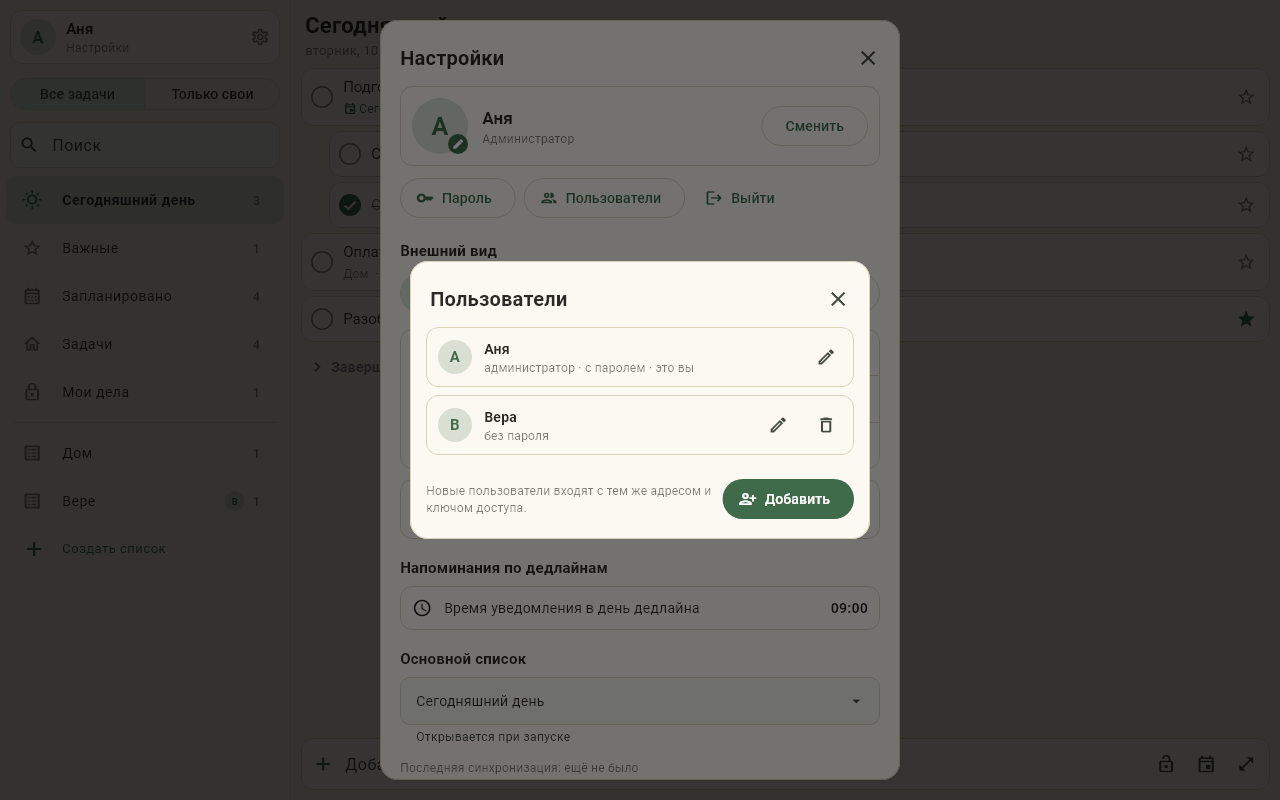 А
Аня
Настройки
Все задачи
Только свои
Поиск
Сегодняшний день
3
Важные
1
Запланировано
4
Задачи
4
Мои дела
1
Дом
1
Вере
В
1
Создать список
вторник, 10
Дом ·
Настройки
А
Аня
Администратор
Сменить
Пароль
Пользователи
Выйти
Внешний вид
Пользователи
А
Аня
администратор · с паролем · это вы
В
Вера
без пароля
Новые пользователи входят с тем же адресом и
ключом доступа.
Добавить
Напоминания по дедлайнам
Время уведомления в день дедлайна
09:00
Основной список
Сегодняшний день
Открывается при запуске
Последняя синхронизация: ещё не было